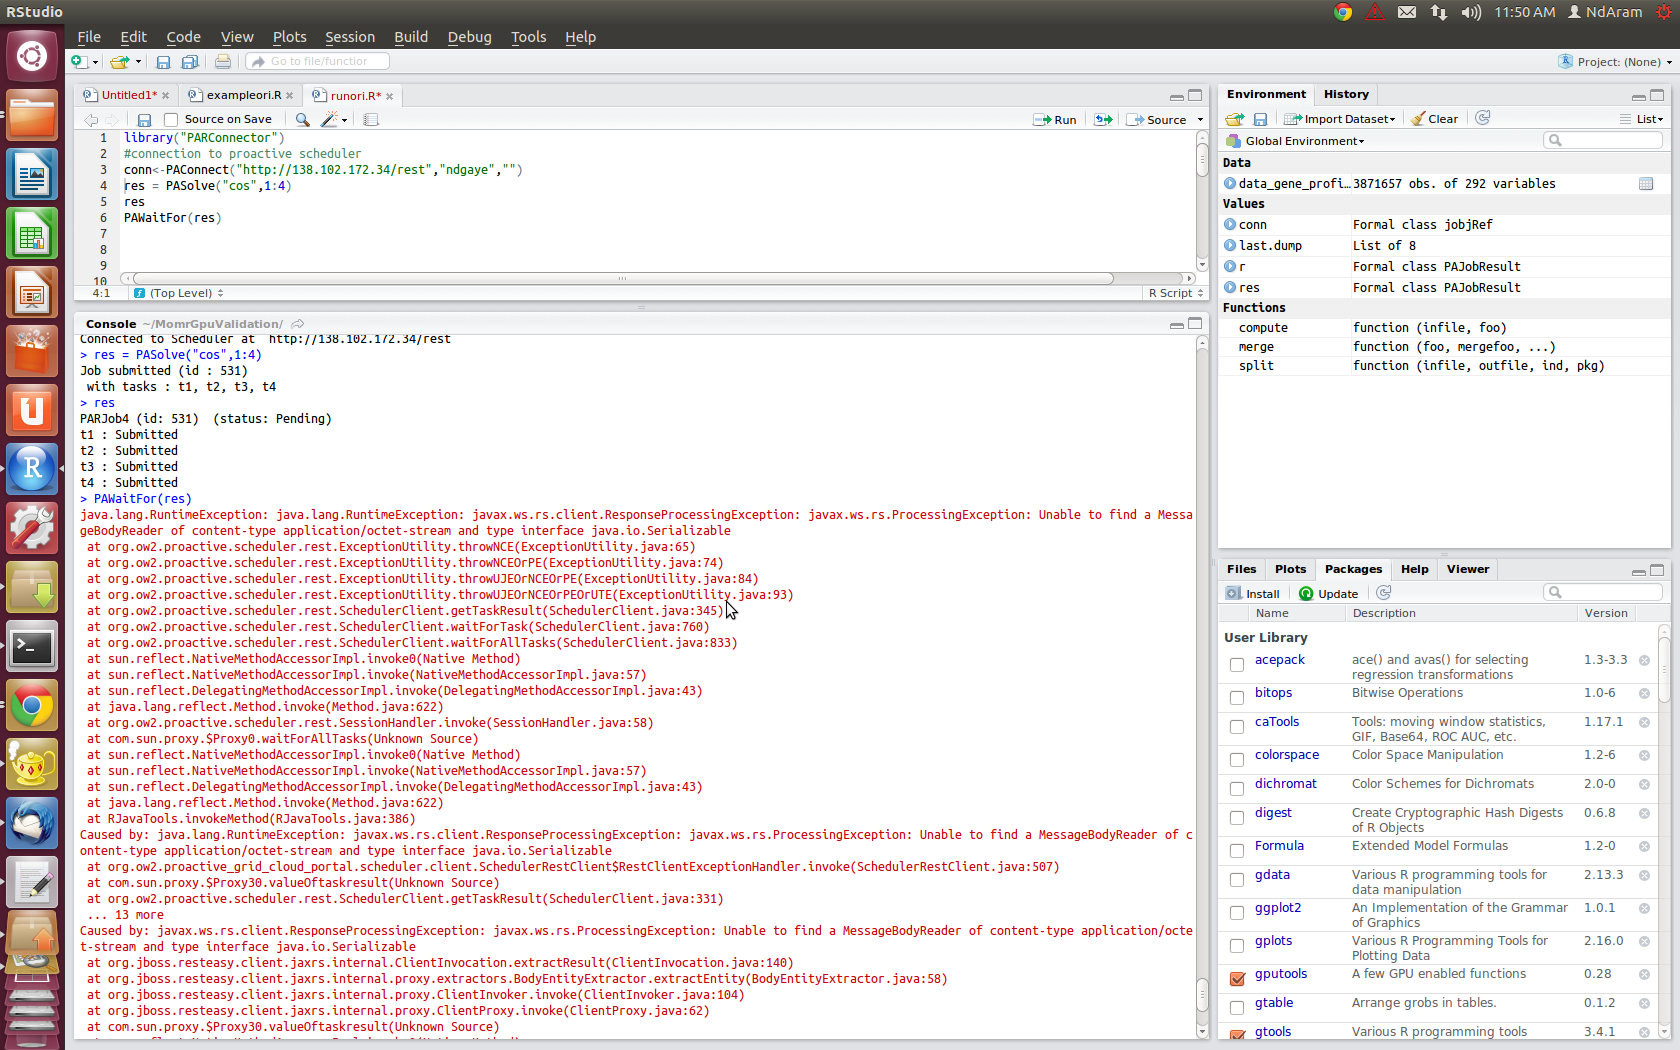 RStudio
11:50 AM
NdAram
File Edit Code View Plots Session Build Debug Tools Help
Go to file/function
Project: (None)
Untitled1*
exampleori.R
runori.R*
Source on Save
Run
Source
1 library("PARConnector")
2 #connection to proactive scheduler
3 conn<-PAConnect("http://138.102.172.34/rest","ndgaye","")
4 res = PASolve("cos",1:4)
5 res
6 PAWaitFor(res)
7
8
9
10
4:1
(Top Level)
R Script
Console ~/MomrGpuValidation/
Connected to Scheduler at http://138.102.172.34/rest
> res = PASolve("cos",1:4)
Job submitted (id : 531)
with tasks : t1, t2, t3, t4
> res
PARJob4 (id: 531) (status: Pending)
t1 : Submitted
t2 : Submitted
t3 : Submitted
t4 : Submitted
> PAWaitFor(res)
java.lang.RuntimeException: java.lang.RuntimeException: javax.ws.rs.client.ResponseProcessingException: javax.ws.rs.ProcessingException: Unable to find a Messa
geBodyReader of content-type application/octet-stream and type interface java.io.Serializable
at org.ow2.proactive.scheduler.rest.ExceptionUtility.throwNCE(ExceptionUtility.java:65)
at org.ow2.proactive.scheduler.rest.ExceptionUtility.throwNCEOrPE(ExceptionUtility.java:74)
at org.ow2.proactive.scheduler.rest.ExceptionUtility.throwUJEOrNCEOrPE(ExceptionUtility.java:84)
at org.ow2.proactive.scheduler.rest.ExceptionUtility.throwUJEOrNCEOrPEOrUTE(ExceptionUtility.java:93)
at org.ow2.proactive.scheduler.rest.SchedulerClient.getTaskResult(SchedulerClient.java:345)
at org.ow2.proactive.scheduler.rest.SchedulerClient.waitForTask(SchedulerClient.java:760)
at org.ow2.proactive.scheduler.rest.SchedulerClient.waitForAllTasks(SchedulerClient.java:833)
at sun.reflect.NativeMethodAccessorImpl.invoke0(Native Method)
at sun.reflect.NativeMethodAccessorImpl.invoke(NativeMethodAccessorImpl.java:57)
at sun.reflect.DelegatingMethodAccessorImpl.invoke(DelegatingMethodAccessorImpl.java:43)
at java.lang.reflect.Method.invoke(Method.java:622)
at org.ow2.proactive.scheduler.rest.SessionHandler.invoke(SessionHandler.java:58)
at com.sun.proxy.$Proxy0.waitForAllTasks(Unknown Source)
at sun.reflect.NativeMethodAccessorImpl.invoke0(Native Method)
at sun.reflect.NativeMethodAccessorImpl.invoke(NativeMethodAccessorImpl.java:57)
at sun.reflect.DelegatingMethodAccessorImpl.invoke(DelegatingMethodAccessorImpl.java:43)
at java.lang.reflect.Method.invoke(Method.java:622)
at RJavaTools.invokeMethod(RJavaTools.java:386)
Caused by: java.lang.RuntimeException: javax.ws.rs.client.ResponseProcessingException: javax.ws.rs.ProcessingException: Unable to find a MessageBodyReader of c
ontent-type application/octet-stream and type interface java.io.Serializable
at org.ow2.proactive_grid_cloud_portal.scheduler.client.SchedulerRestClient$RestClientExceptionHandler.invoke(SchedulerRestClient.java:507)
at com.sun.proxy.$Proxy30.valueOftaskresult(Unknown Source)
at org.ow2.proactive.scheduler.rest.SchedulerClient.getTaskResult(SchedulerClient.java:331)
... 13 more
Caused by: javax.ws.rs.client.ResponseProcessingException: javax.ws.rs.ProcessingException: Unable to find a MessageBodyReader of content-type application/octe
t-stream and type interface java.io.Serializable
at org.jboss.resteasy.client.jaxrs.internal.ClientInvocation.extractResult(ClientInvocation.java:140)
at org.jboss.resteasy.client.jaxrs.internal.proxy.extractors.BodyEntityExtractor.extractEntity(BodyEntityExtractor.java:58)
at org.jboss.resteasy.client.jaxrs.internal.proxy.ClientInvoker.invoke(ClientInvoker.java:104)
at org.jboss.resteasy.client.jaxrs.internal.proxy.ClientProxy.invoke(ClientProxy.java:62)
at com.sun.proxy.$Proxy30.valueOftaskresult(Unknown Source)
Environment History
Import Dataset
Clear
List
Global Environment
Data
data_gene_profi… 3871657 obs. of 292 variables
Values
conn Formal class jobjRef
last.dump List of 8
r Formal class PAJobResult
res Formal class PAJobResult
Functions
compute function (infile, foo)
merge function (foo, mergefoo, ...)
split function (infile, outfile, ind, pkg)
Files Plots Packages Help Viewer
Install Update
Name Description Version
User Library
acepack ace() and avas() for selecting regression transformations 1.3-3.3
bitops Bitwise Operations 1.0-6
caTools Tools: moving window statistics, GIF, Base64, ROC AUC, etc. 1.17.1
colorspace Color Space Manipulation 1.2-6
dichromat Color Schemes for Dichromats 2.0-0
digest Create Cryptographic Hash Digests of R Objects 0.6.8
Formula Extended Model Formulas 1.2-0
gdata Various R programming tools for data manipulation 2.13.3
ggplot2 An Implementation of the Grammar of Graphics 1.0.1
gplots Various R Programming Tools for Plotting Data 2.16.0
gputools A few GPU enabled functions 0.28
gtable Arrange grobs in tables. 0.1.2
gtools Various R programming tools 3.4.1